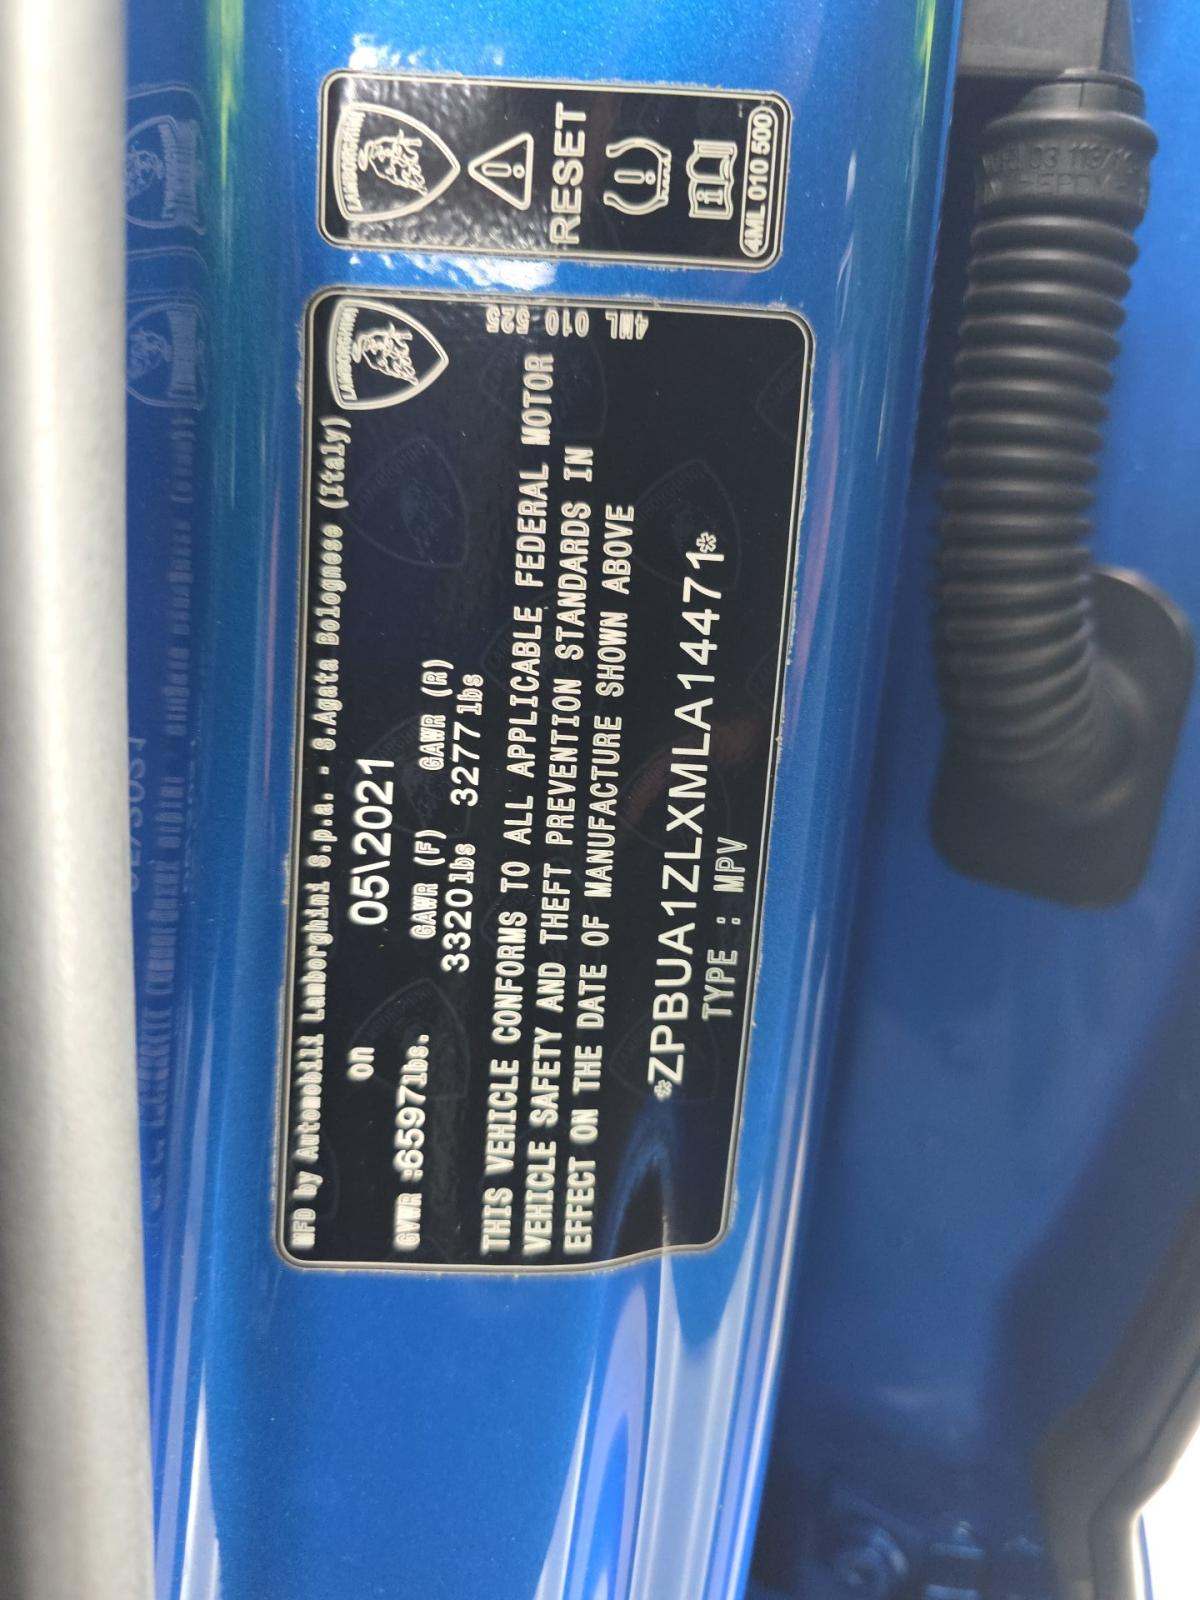 MFD by Automobili Lamborghini S.p.a. - S.Agata Bolognese (Italy)
on 05\2021
GAWR (F) GAWR (R)
GVWR :6597lbs. 3320lbs 3277lbs
THIS VEHICLE CONFORMS TO ALL APPLICABLE FEDERAL MOTOR
VEHICLE SAFETY AND THEFT PREVENTION STANDARDS IN
EFFECT ON THE DATE OF MANUFACTURE SHOWN ABOVE
*ZPBUA1ZLXMLA14471*
TYPE : MPV
LAMBORGHINI
4ML 010 525
LAMBORGHINI
RESET
4ML 010 500